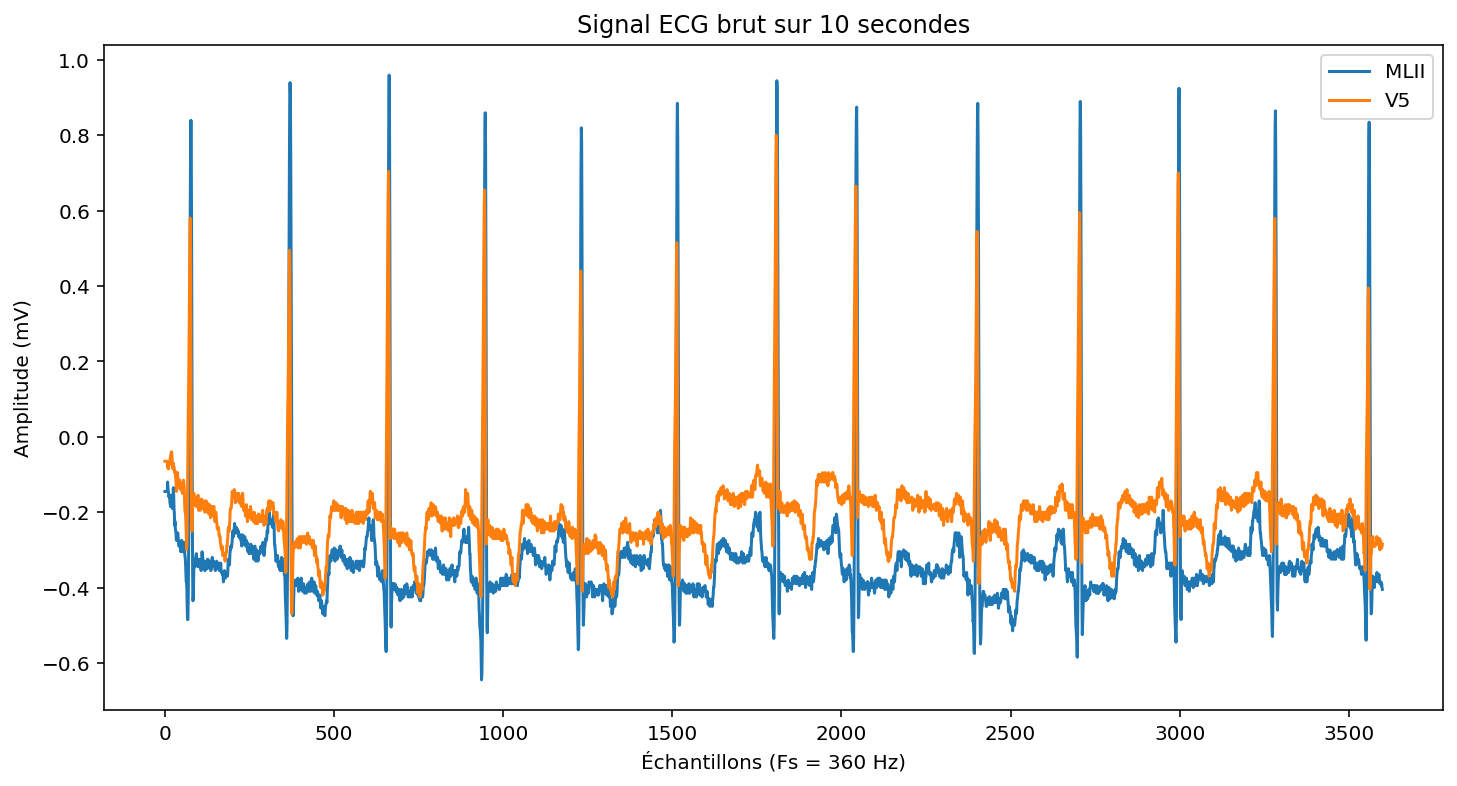 Signal ECG brut sur 10 secondes
MLII
V5
Amplitude (mV)
1.0
0.8
0.6
0.4
0.2
0.0
−0.2
−0.4
−0.6
0 500 1000 1500 2000 2500 3000 3500
Échantillons (Fs = 360 Hz)